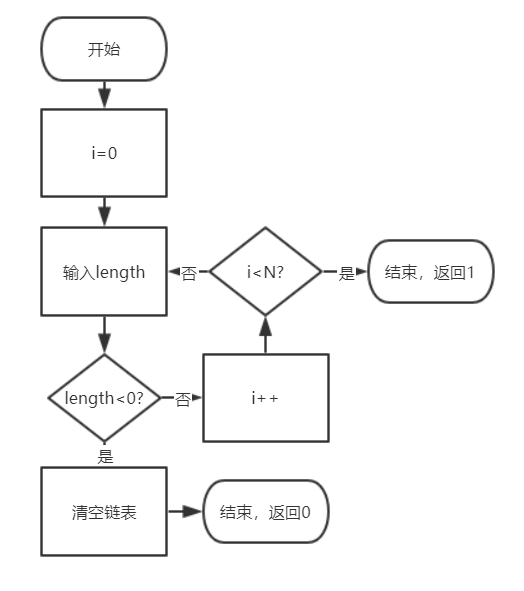 开始
i=0
输入length
否
i<N?
是
结束，返回1
length<0?
否
i++
是
清空链表
结束，返回0